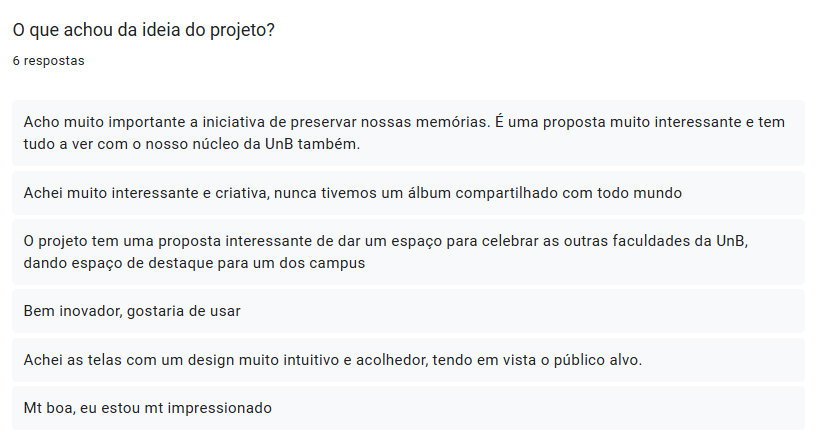 O que achou da ideia do projeto?
6 respostas
Acho muito importante a iniciativa de preservar nossas memórias. É uma proposta muito interessante e tem
tudo a ver com o nosso núcleo da UnB também.
Achei muito interessante e criativa, nunca tivemos um álbum compartilhado com todo mundo
O projeto tem uma proposta interessante de dar um espaço para celebrar as outras faculdades da UnB,
dando espaço de destaque para um dos campus
Bem inovador, gostaria de usar
Achei as telas com um design muito intuitivo e acolhedor, tendo em vista o público alvo.
Mt boa, eu estou mt impressionado